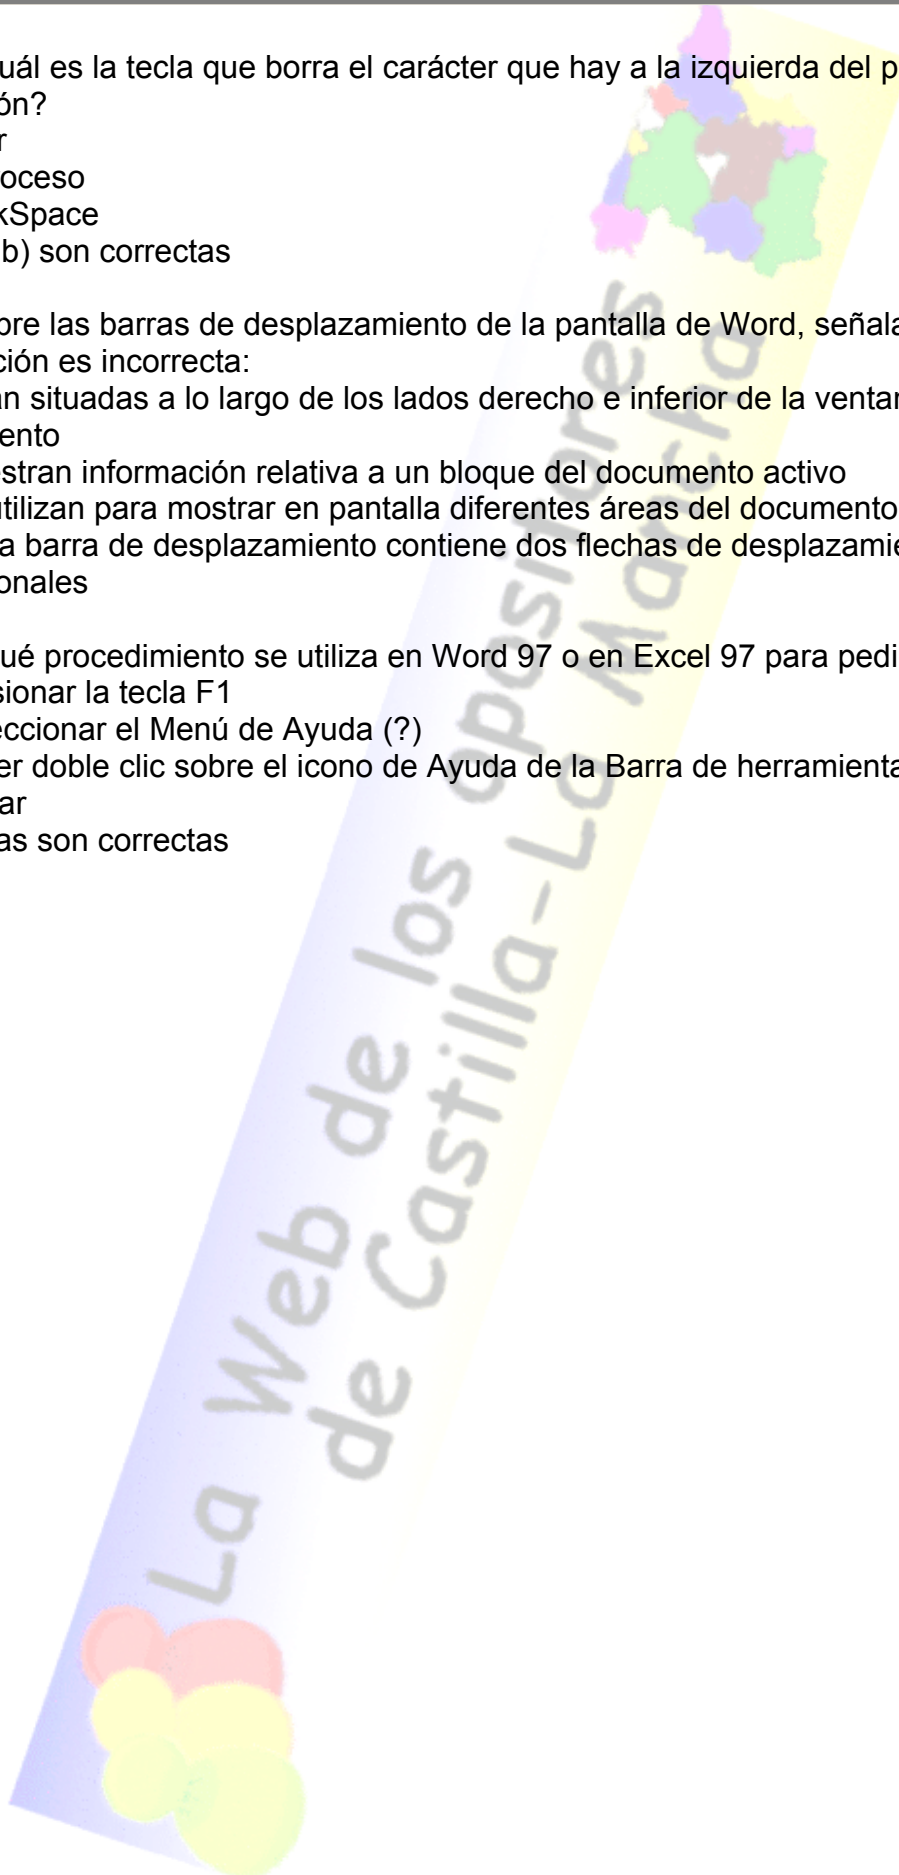 uál es la tecla que borra el carácter que hay a la izquierda del p
ón?
r
oceso
kSpace
b) son correctas
bre las barras de desplazamiento de la pantalla de Word, señala
ción es incorrecta:
án situadas a lo largo de los lados derecho e inferior de la ventan
ento
stran información relativa a un bloque del documento activo
utilizan para mostrar en pantalla diferentes áreas del documento
a barra de desplazamiento contiene dos flechas de desplazamie
onales
ué procedimiento se utiliza en Word 97 o en Excel 97 para pedi
sionar la tecla F1
eccionar el Menú de Ayuda (?)
er doble clic sobre el icono de Ayuda de la Barra de herramienta
ar
as son correctas
La Web de los opositores
de Castilla-La Mancha